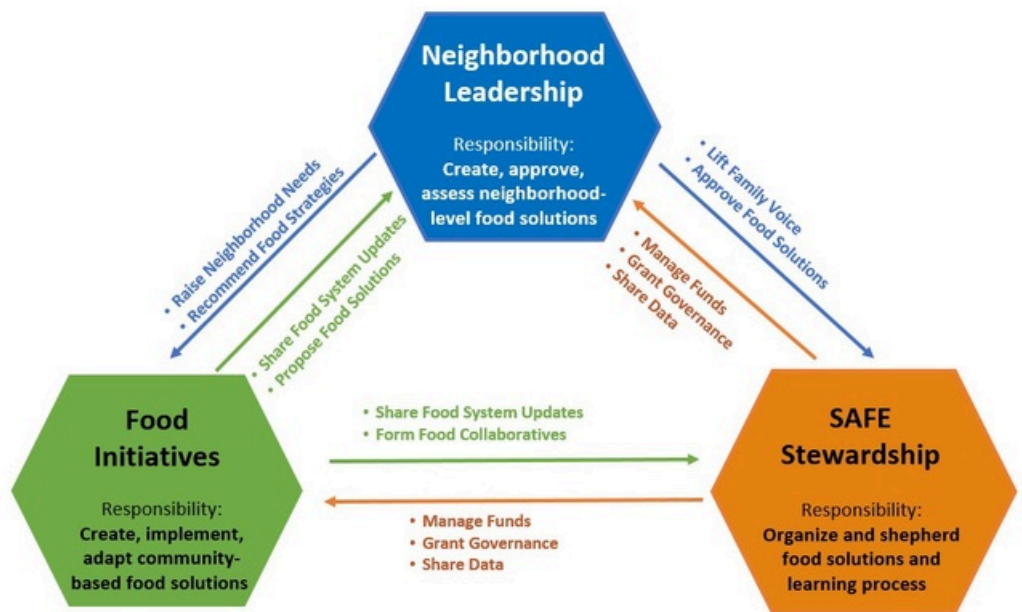 Neighborhood
Leadership
Responsibility:
Create, approve,
assess neighborhood-
level food solutions
• Raise Neighborhood Needs
• Recommend Food Strategies
• Share Food System Updates
• Propose Food Solutions
• Lift Family Voice
• Approve Food Solutions
• Manage Funds
• Grant Governance
• Share Data
Food
Initiatives
Responsibility:
Create, implement,
adapt community-
based food solutions
• Share Food System Updates
• Form Food Collaboratives
• Manage Funds
• Grant Governance
• Share Data
SAFE
Stewardship
Responsibility:
Organize and shepherd
food solutions and
learning process